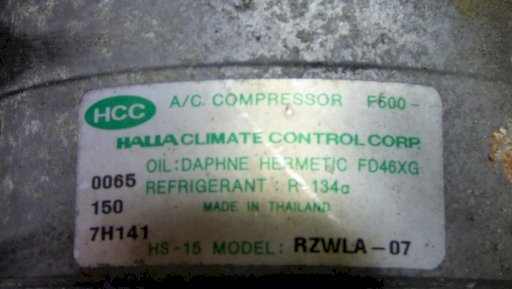 HCC A/C COMPRESSOR F500-
HALLA CLIMATE CONTROL CORP.
OIL:DAPHNE HERMETIC FD46XG
0065 REFRIGERANT : R-134a
150 MADE IN THAILAND
7H141
HS-15 MODEL: RZWLA-07